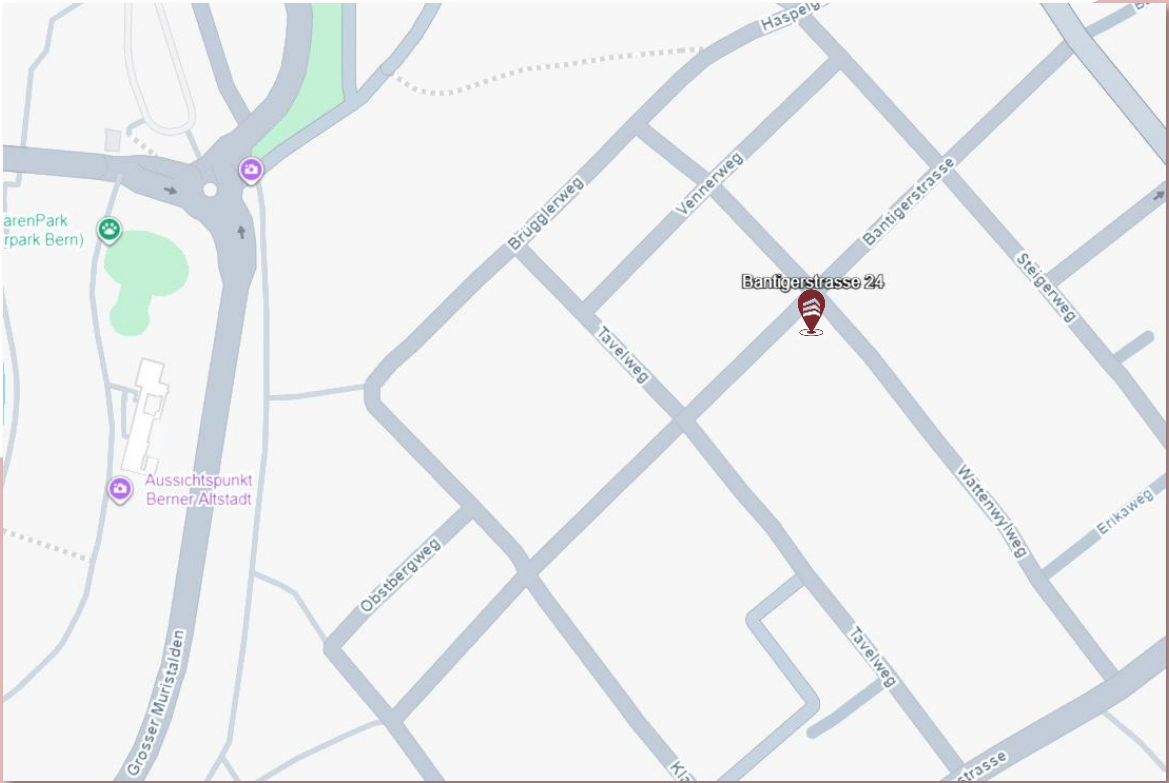 Haspelg
Brügglerweg
Vennerweg
Bantigerstrasse
arenPark
rpark Bern)
Bantigerstrasse 24
Steigerweg
Tavelweg
Aussichtspunkt
Berner Altstadt
Wattenwylweg
Erikaweg
Obstbergweg
Tavelweg
Grosser Muristalden
Kla
strasse